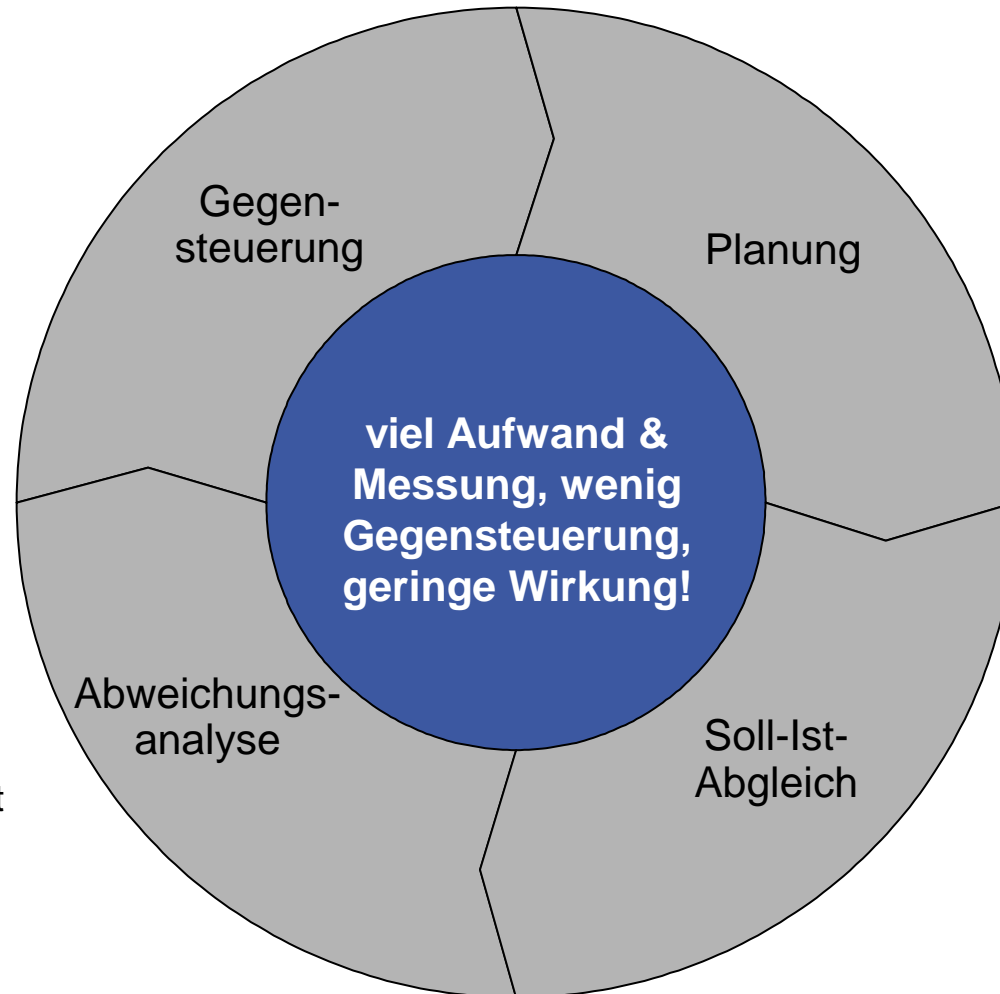 Gegen-
steuerung
Planung
viel Aufwand &
Messung, wenig
Gegensteuerung,
geringe Wirkung!
Abweichungs-
analyse
Soll-Ist-
Abgleich
t